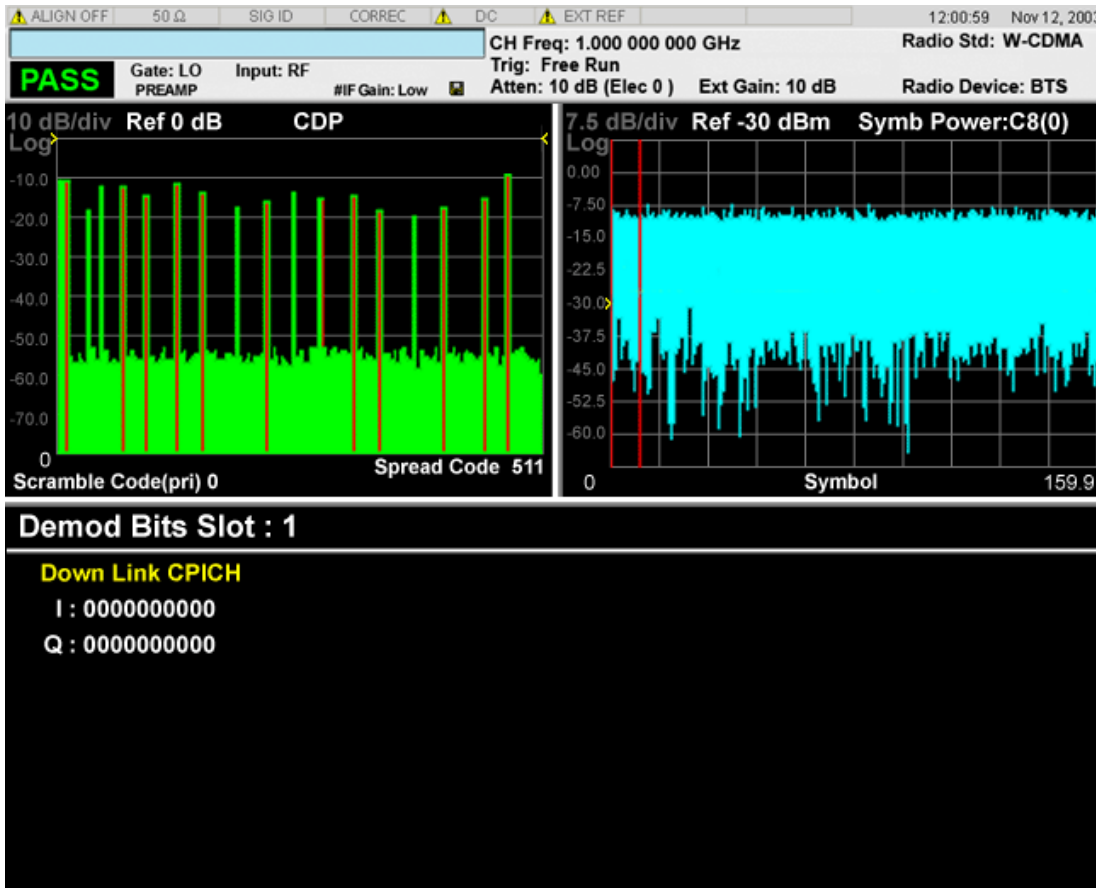 ALIGN OFF 50 Ω SIG ID CORREC DC EXT REF 12:00:59 Nov 12, 2003
CH Freq: 1.000 000 000 GHz Radio Std: W-CDMA
PASS Gate: LO Input: RF Trig: Free Run
PREAMP #IF Gain: Low Atten: 10 dB (Elec 0 ) Ext Gain: 10 dB Radio Device: BTS
10 dB/div Ref 0 dB CDP
Log
-10.0
-20.0
-30.0
-40.0
-50.0
-60.0
-70.0
0 Spread Code 511
Scramble Code(pri) 0
7.5 dB/div Ref -30 dBm Symb Power:C8(0)
Log
0.00
-7.50
-15.0
-22.5
-30.0
-37.5
-45.0
-52.5
-60.0
0 Symbol 159.9
Demod Bits Slot : 1
Down Link CPICH
I : 0000000000
Q : 0000000000